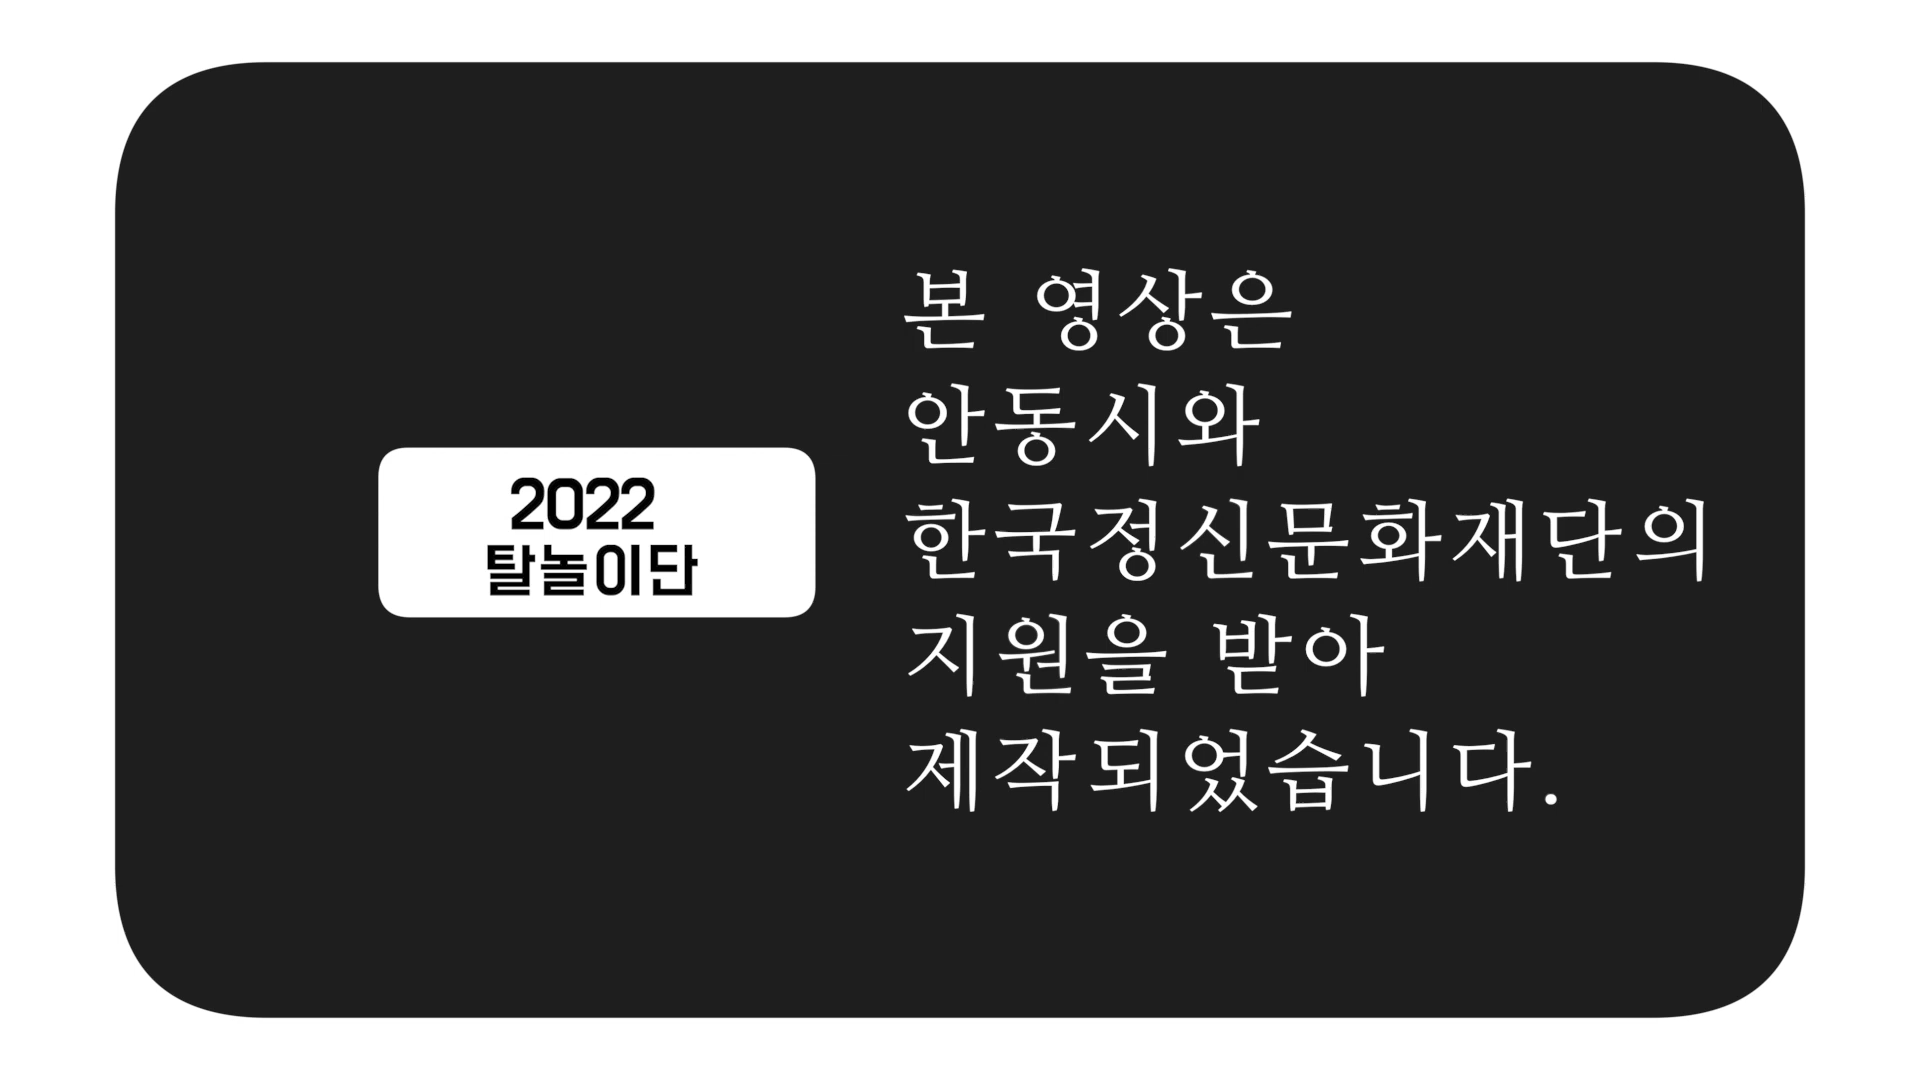 2022
탈놀이단
본 영상은
안동시와
한국정신문화재단의
지원을 받아
제작되었습니다.